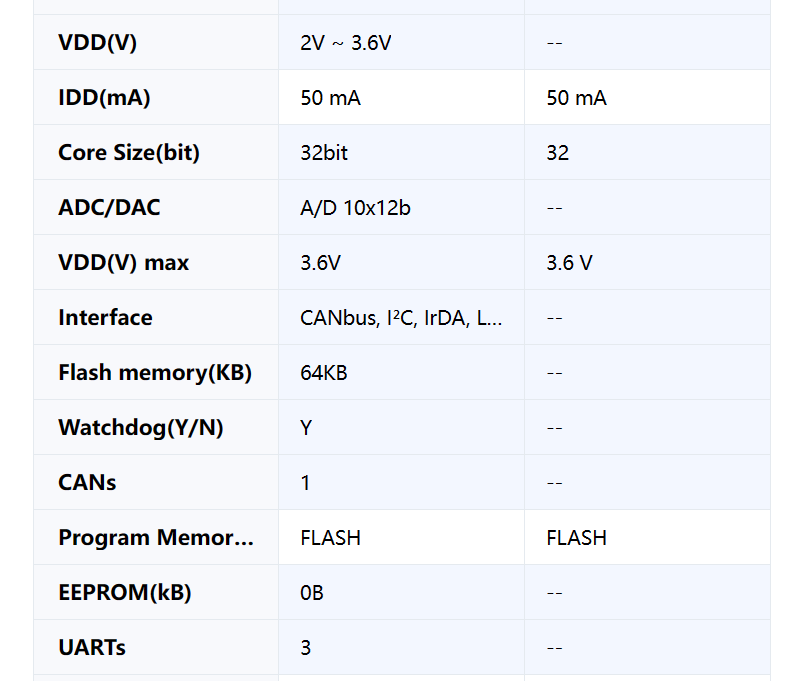 VDD(V) 2V ~ 3.6V --
IDD(mA) 50 mA 50 mA
Core Size(bit) 32bit 32
ADC/DAC A/D 10x12b --
VDD(V) max 3.6V 3.6 V
Interface CANbus, I²C, IrDA, L... --
Flash memory(KB) 64KB --
Watchdog(Y/N) Y --
CANs 1 --
Program Memor... FLASH FLASH
EEPROM(kB) 0B --
UARTs 3 --